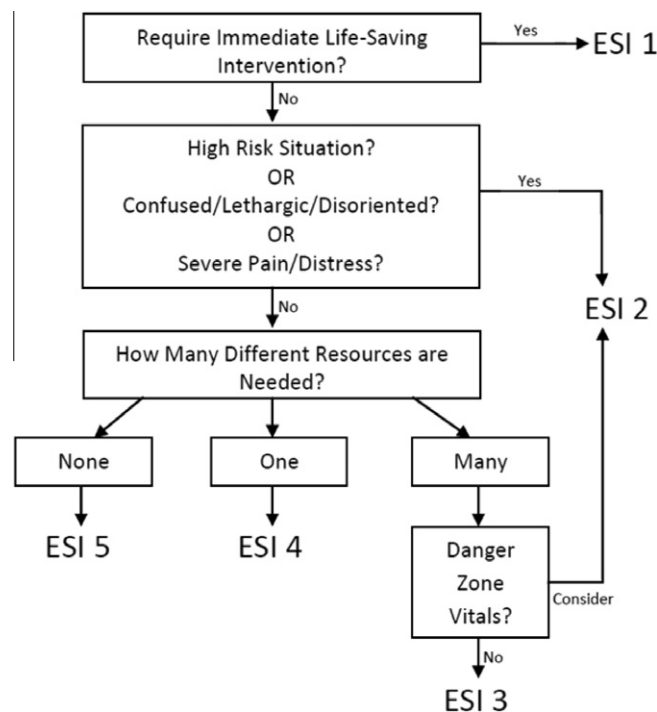 Require Immediate Life-Saving
Intervention?
Yes
ESI 1
No
High Risk Situation?
OR
Confused/Lethargic/Disoriented?
OR
Severe Pain/Distress?
Yes
ESI 2
No
How Many Different Resources are
Needed?
None
One
Many
ESI 5
ESI 4
Danger
Zone
Vitals?
Consider
No
ESI 3